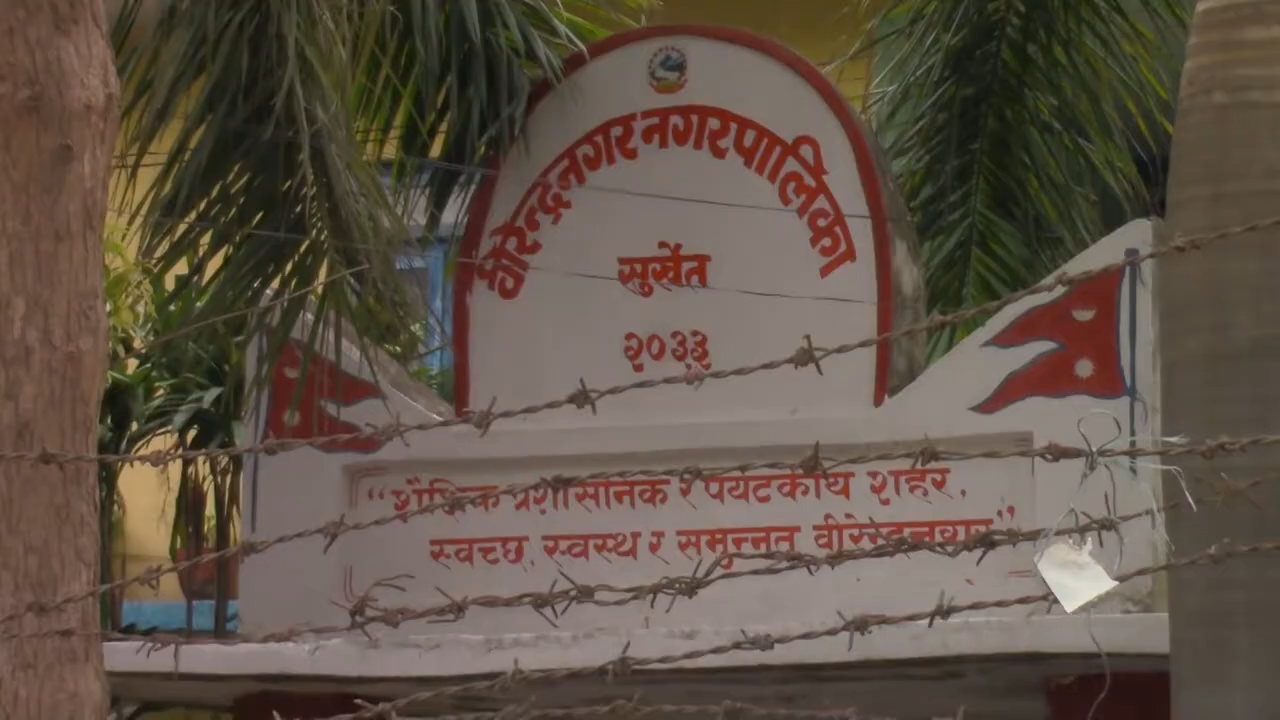 वीरेन्द्रनगर नगरपालिका
सुर्खेत
२०३३
“शैक्षिक प्रशासनिक र पर्यटकीय शहर,
स्वच्छ, स्वस्थ र समुन्नत वीरेन्द्रनगर”